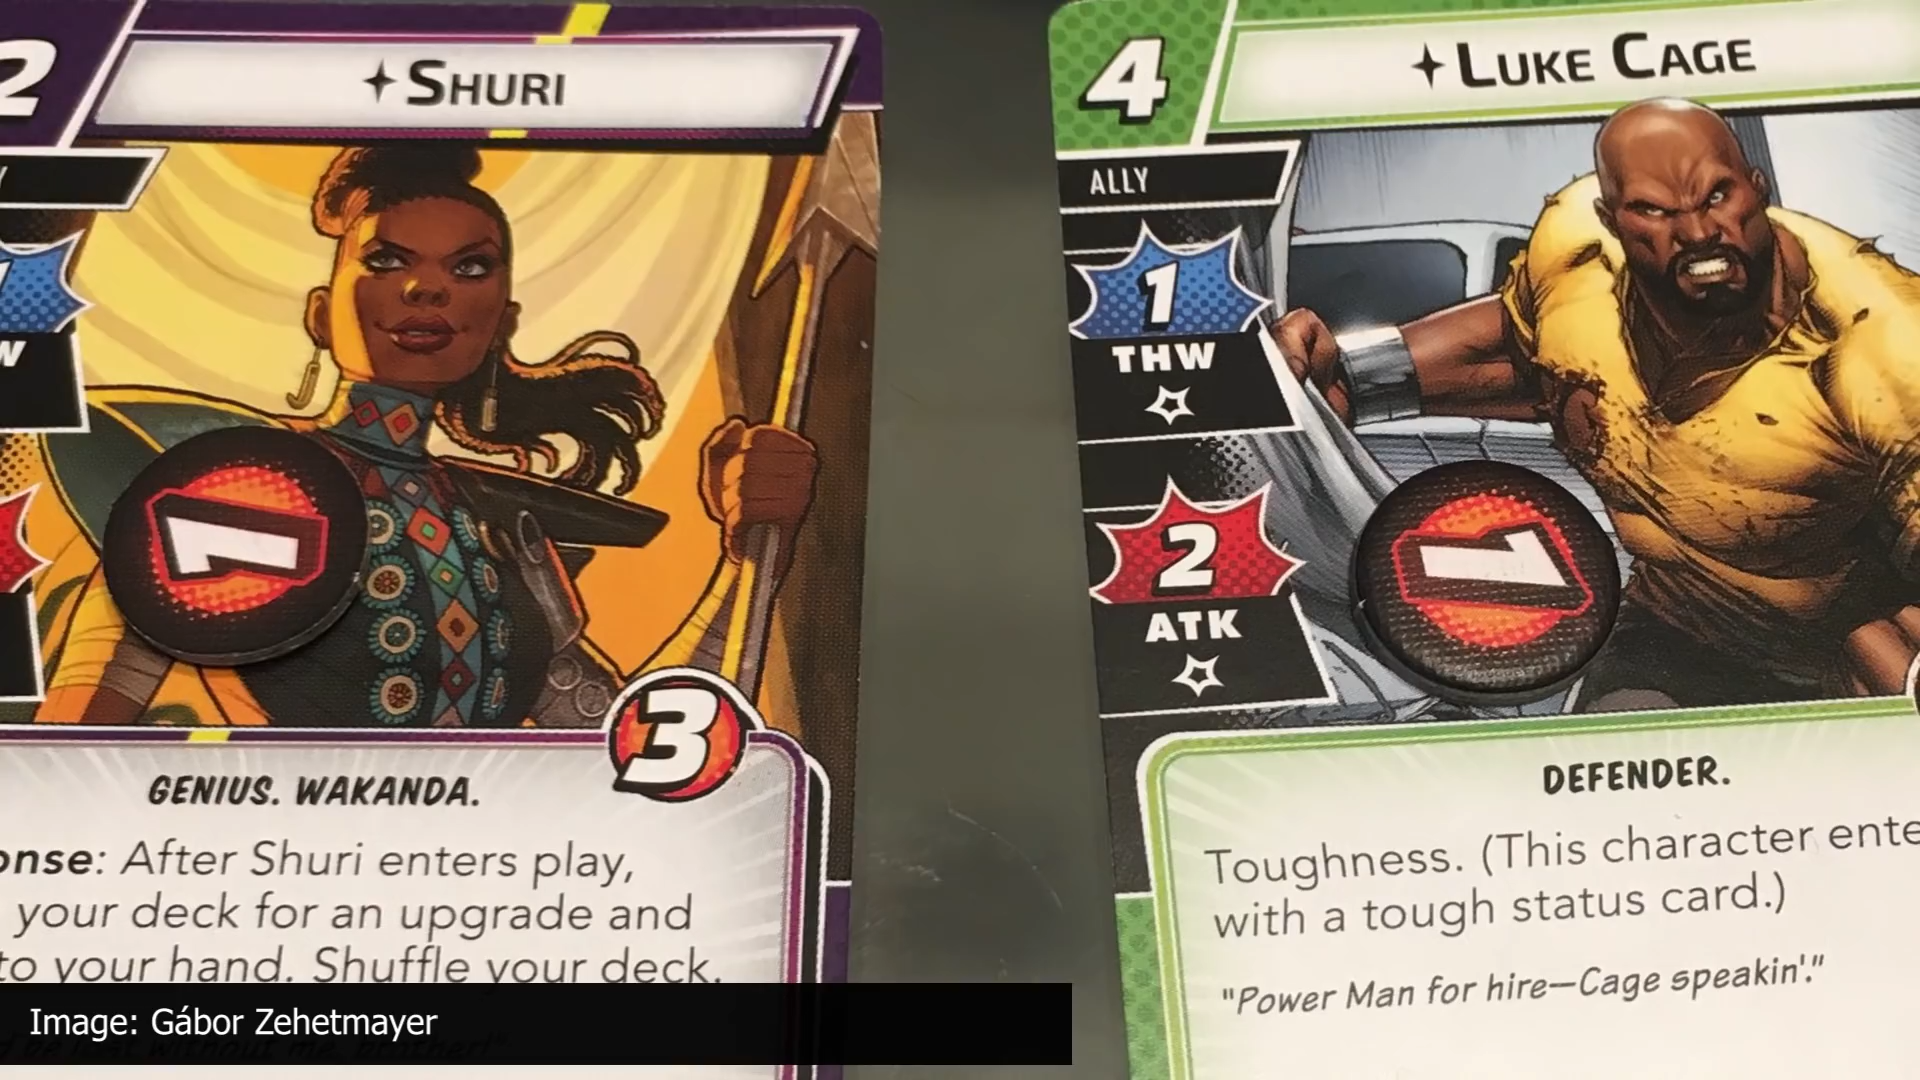 2
SHURI
W
1
3
GENIUS. WAKANDA.
onse: After Shuri enters play,
your deck for an upgrade and
to your hand. Shuffle your deck.
4
LUKE CAGE
ALLY
1
THW
2
ATK
1
DEFENDER.
Toughness. (This character ente
with a tough status card.)
"Power Man for hire—Cage speakin'."
Image: Gábor Zehetmayer